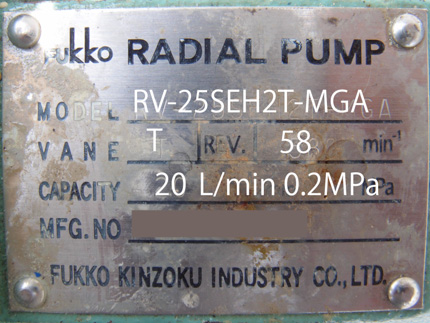 Fukko RADIAL PUMP
MODEL RV-25SEH2T-MGA
VANE T REV. 58 min⁻¹
CAPACITY 20 L/min 0.2MPa
MFG.NO
FUKKO KINZOKU INDUSTRY CO., LTD.